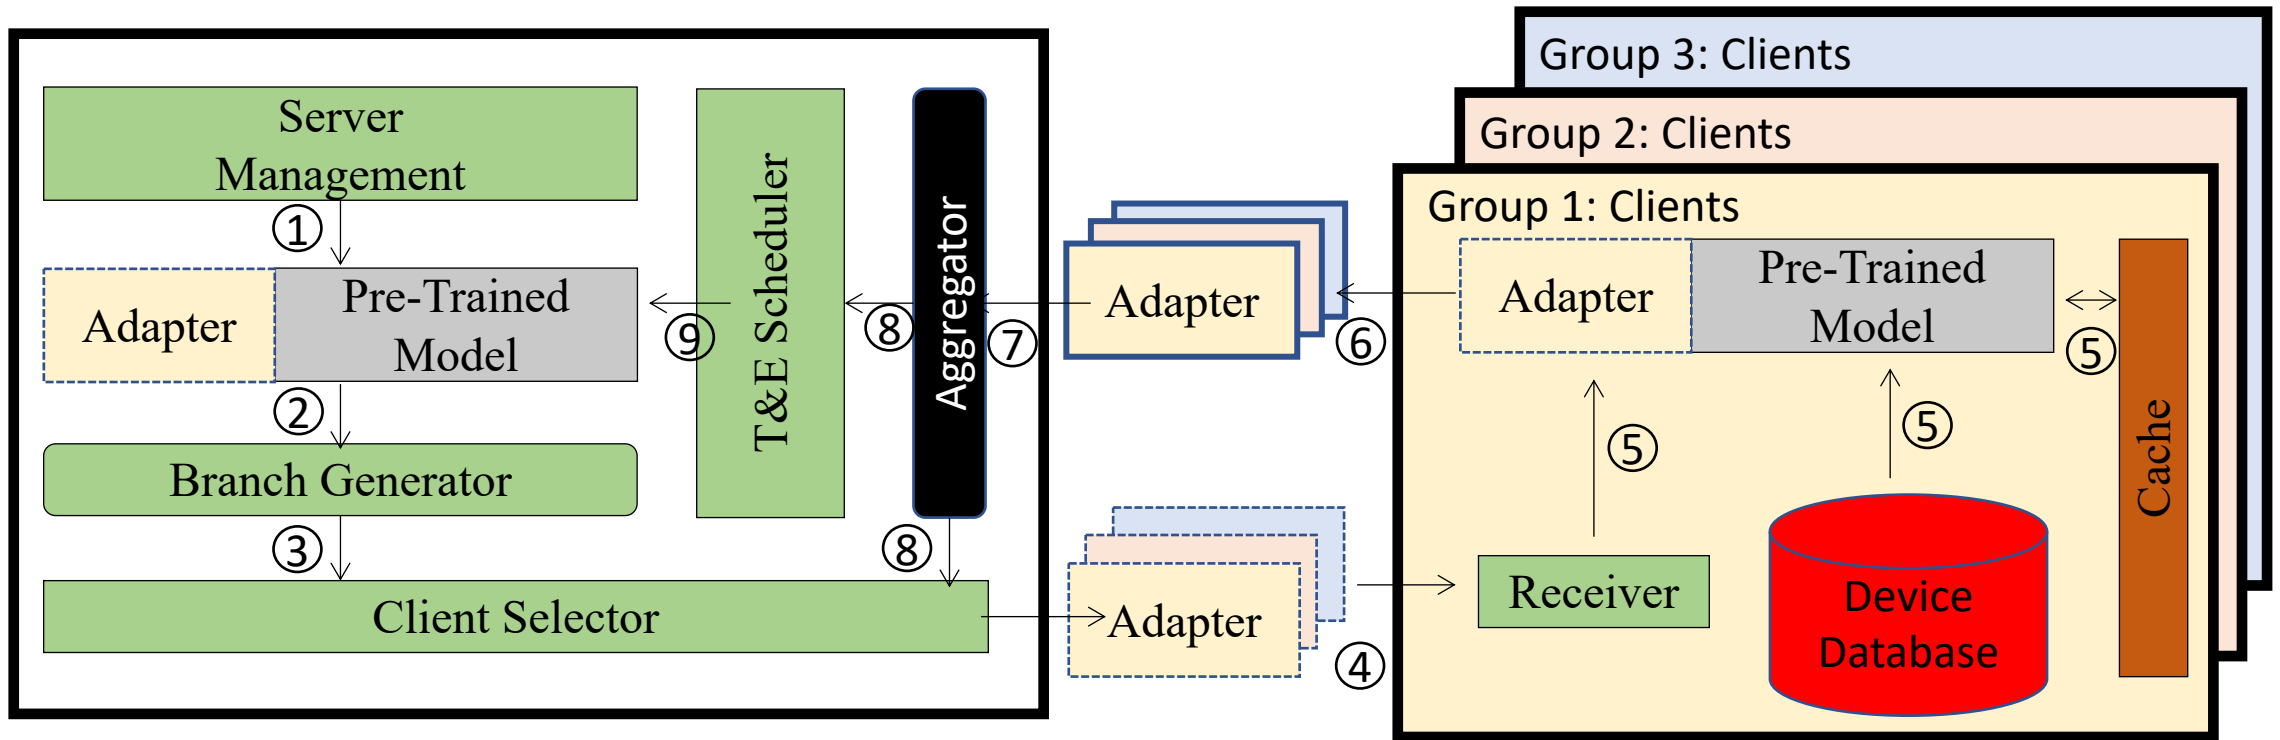 Server
Management
①
Adapter
Pre-Trained
Model
②
Branch Generator
③
Client Selector
T&E Scheduler
⑨
⑧
Aggregator
⑧
⑦
Adapter
⑥
Adapter
④
Group 3: Clients
Group 2: Clients
Group 1: Clients
Adapter
Pre-Trained
Model
⑤
⑤
⑤
Receiver
Device
Database
Cache